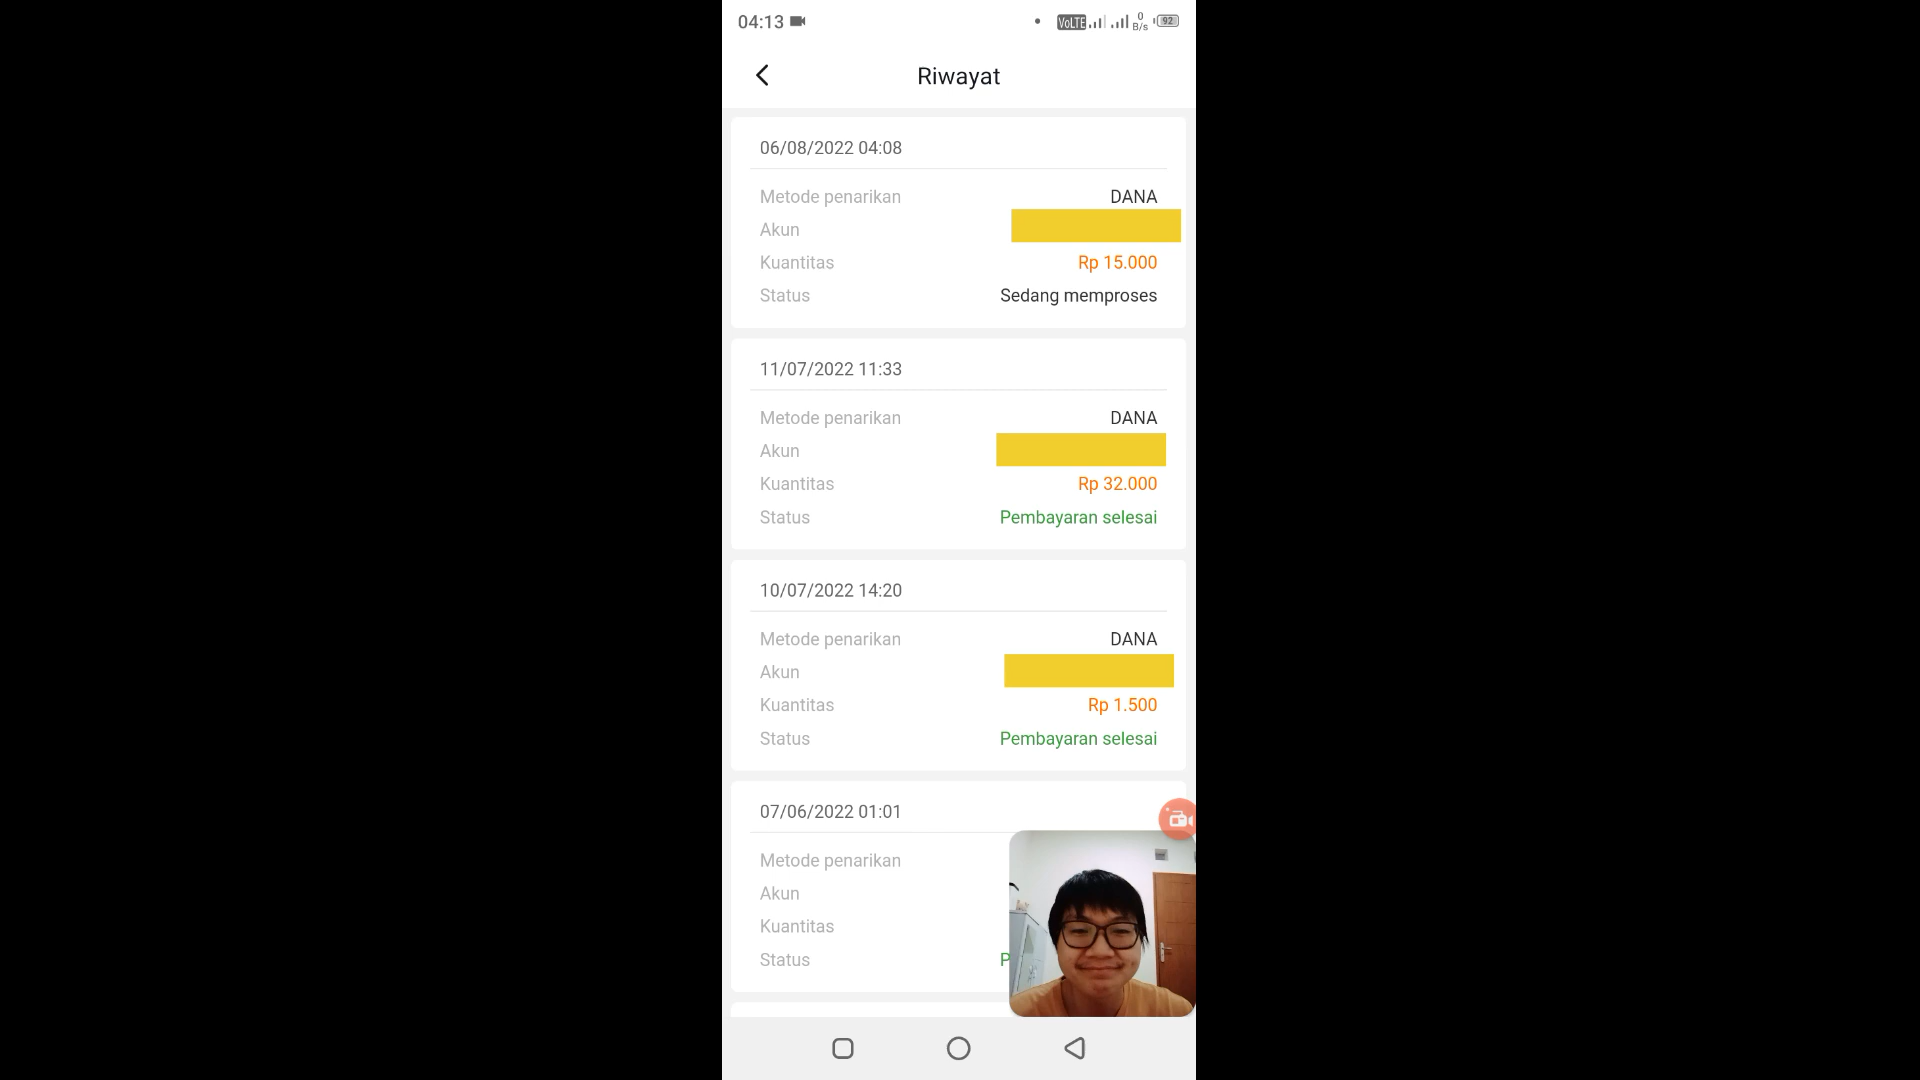 04:13
VoLTE
0
B/s
92
Riwayat
06/08/2022 04:08
Metode penarikan DANA
Akun
Kuantitas Rp 15.000
Status Sedang memproses
11/07/2022 11:33
Metode penarikan DANA
Akun
Kuantitas Rp 32.000
Status Pembayaran selesai
10/07/2022 14:20
Metode penarikan DANA
Akun
Kuantitas Rp 1.500
Status Pembayaran selesai
07/06/2022 01:01
Metode penarikan
Akun
Kuantitas
Status P